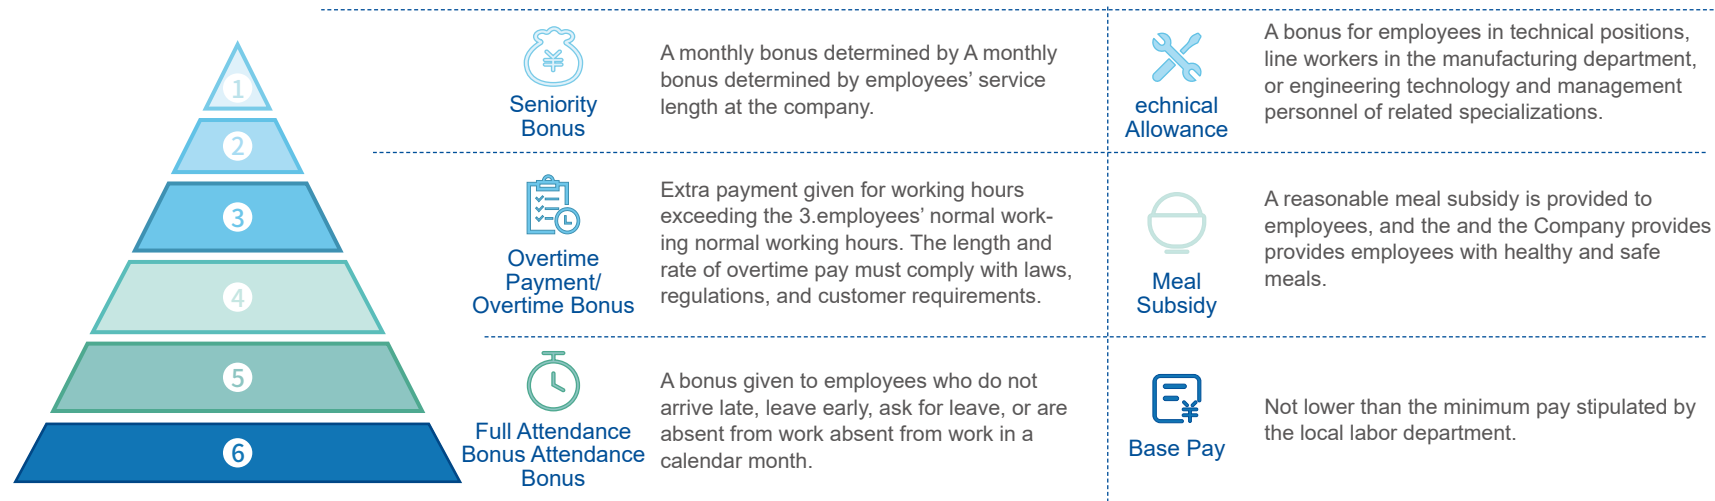 1
2
3
4
5
6
Seniority
Bonus
A monthly bonus determined by A monthly
bonus determined by employees’ service
length at the company.
echnical
Allowance
A bonus for employees in technical positions,
line workers in the manufacturing department,
or engineering technology and management
personnel of related specializations.
Overtime
Payment/
Overtime Bonus
Extra payment given for working hours
exceeding the 3.employees’ normal work-
ing normal working hours. The length and
rate of overtime pay must comply with laws,
regulations, and customer requirements.
Meal
Subsidy
A reasonable meal subsidy is provided to
employees, and the and the Company provides
provides employees with healthy and safe
meals.
Full Attendance
Bonus Attendance
Bonus
A bonus given to employees who do not
arrive late, leave early, ask for leave, or are
absent from work absent from work in a
calendar month.
Base Pay
Not lower than the minimum pay stipulated by
the local labor department.